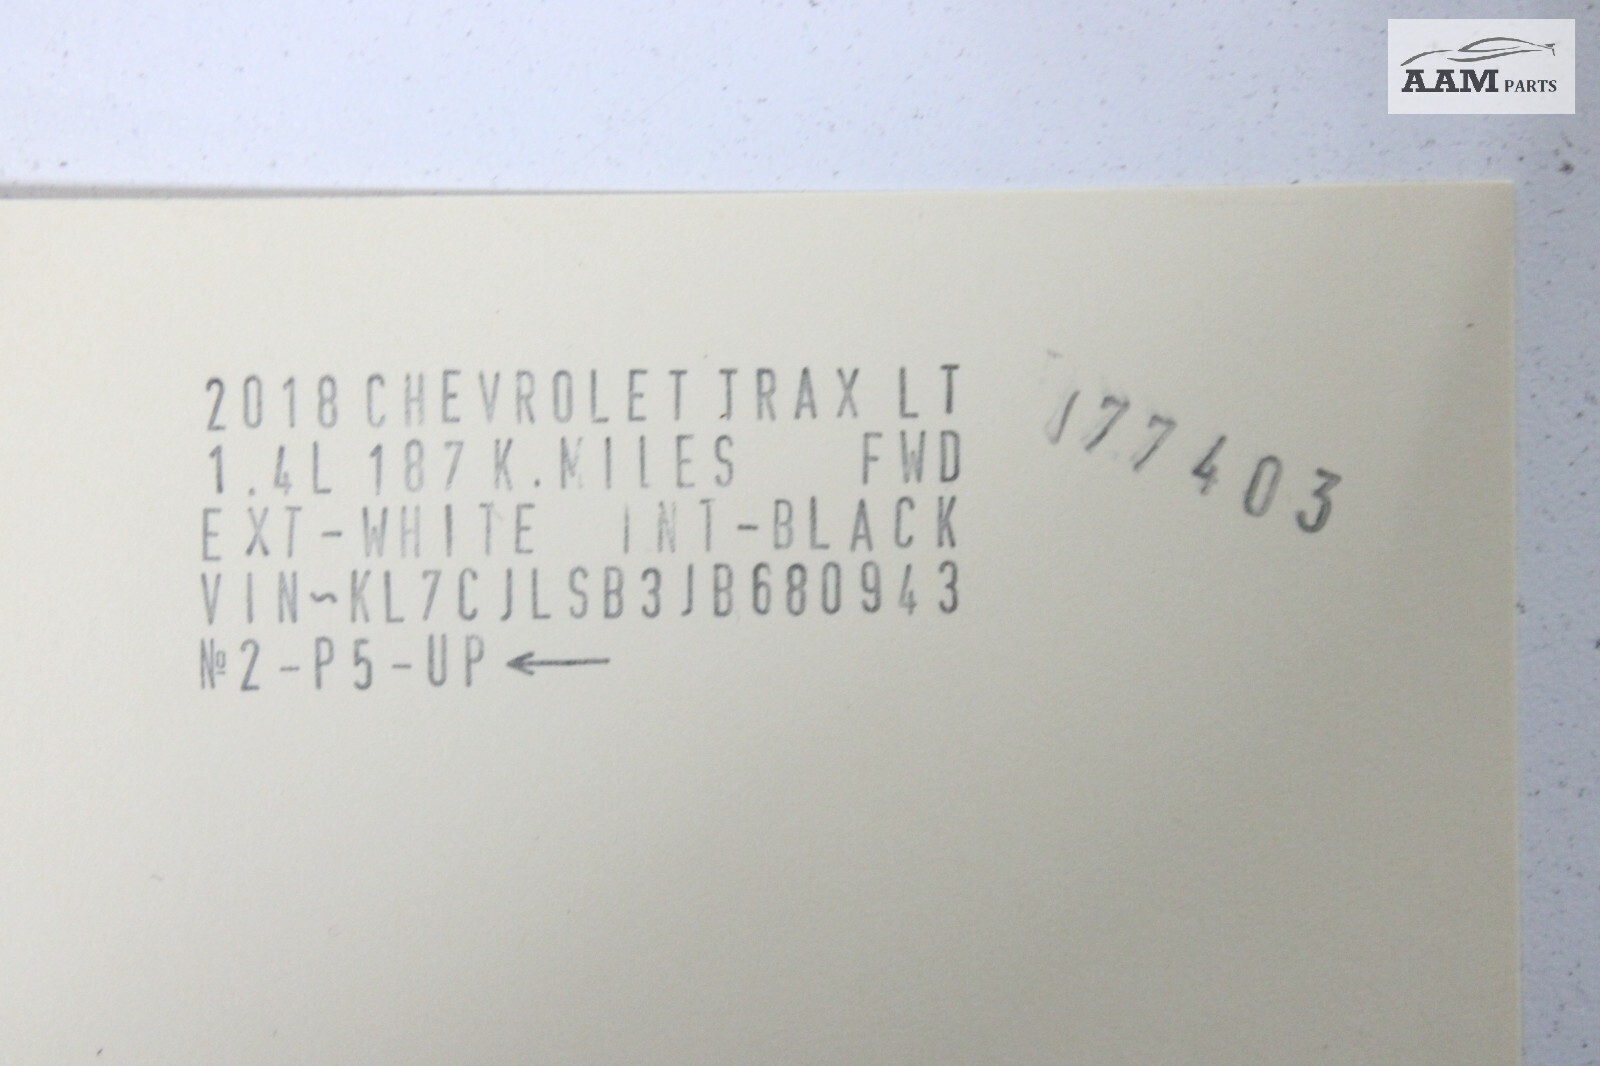 AAM PARTS
2018 CHEVROLET TRAX LT
1.4L 187 K.MILES FWD
EXT-WHITE INT-BLACK
VIN~KL7CJLSB3JB680943
№2-P5-UP←
177403